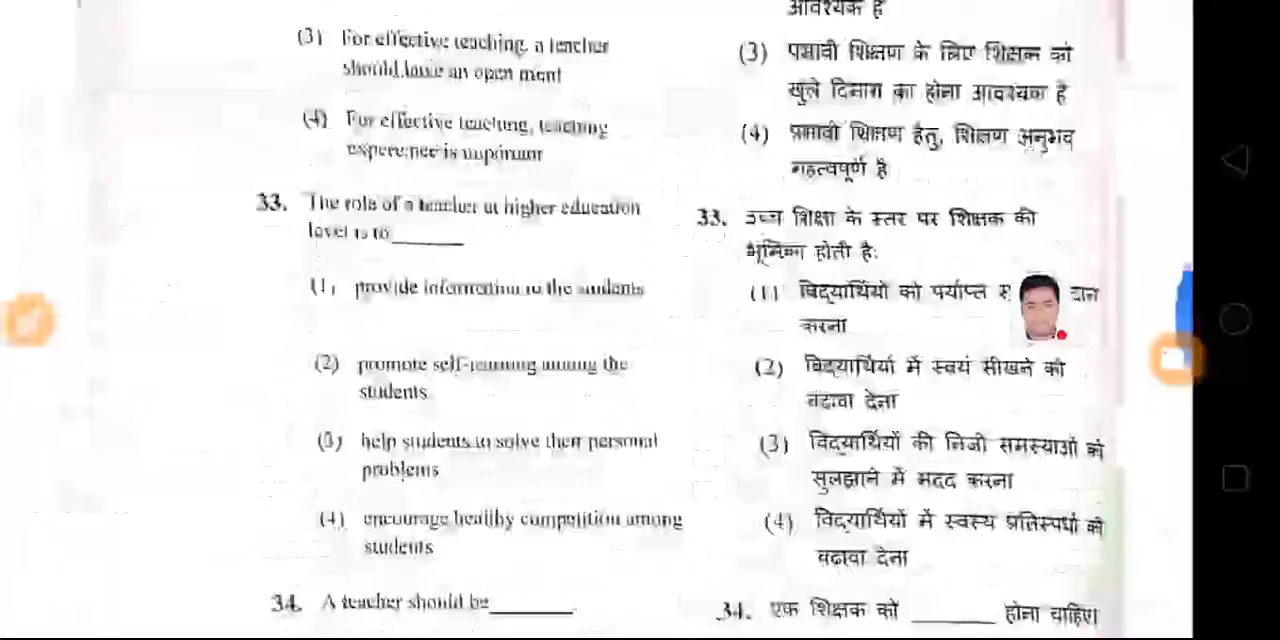 (3) For effective teaching, a teacher
should have an open mind
(4) For effective teaching, teaching
experience is important
33. The role of a teacher at higher education
level is to______
(1) provide information to the students
(2) promote self-learning among the
students
(3) help students to solve their personal
problems
(4) encourage healthy competition among
students
34. A teacher should be______.
आवश्यक है
(3) प्रभावी शिक्षण के लिए शिक्षक को
खुले दिमाग का होना आवश्यक है
(4) प्रभावी शिक्षण हेतु, शिक्षण अनुभव
महत्वपूर्ण है
33. उच्च शिक्षा के स्तर पर शिक्षक की
भूमिका होती है:
(1) विद्यार्थियों को पर्याप्त
करना
(2) विद्यार्थियों में स्वयं सीखने को
बढ़ावा देना
(3) विद्यार्थियों की निजी समस्याओं को
सुलझाने में मदद करना
(4) विद्यार्थियों में स्वस्थ प्रतिस्पर्धा को
बढ़ावा देना
34. एक शिक्षक को ______ होना चाहिए।